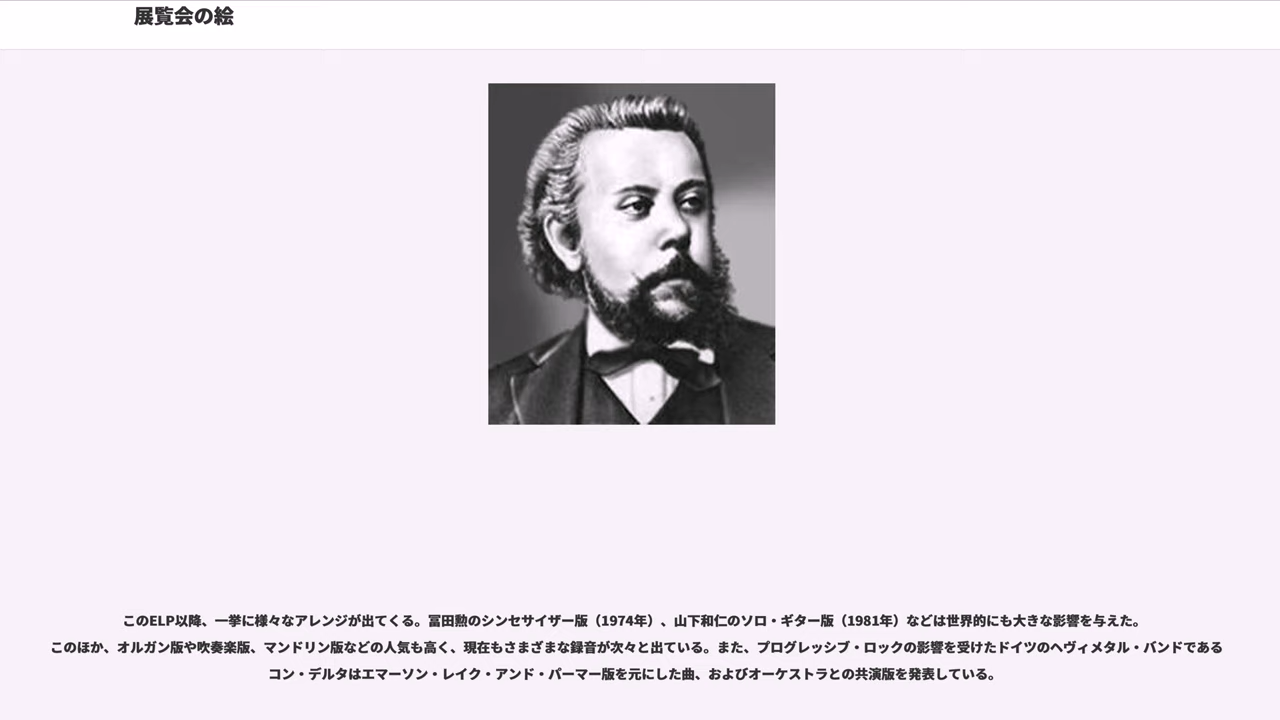 展覧会の絵
このELP以降、一挙に様々なアレンジが出てくる。冨田勲のシンセサイザー版（1974年）、山下和仁のソロ・ギター版（1981年）などは世界的にも大きな影響を与えた。
このほか、オルガン版や吹奏楽版、マンドリン版などの人気も高く、現在もさまざまな録音が次々と出ている。また、プログレッシブ・ロックの影響を受けたドイツのヘヴィメタル・バンドである
コン・デルタはエマーソン・レイク・アンド・パーマー版を元にした曲、およびオーケストラとの共演版を発表している。